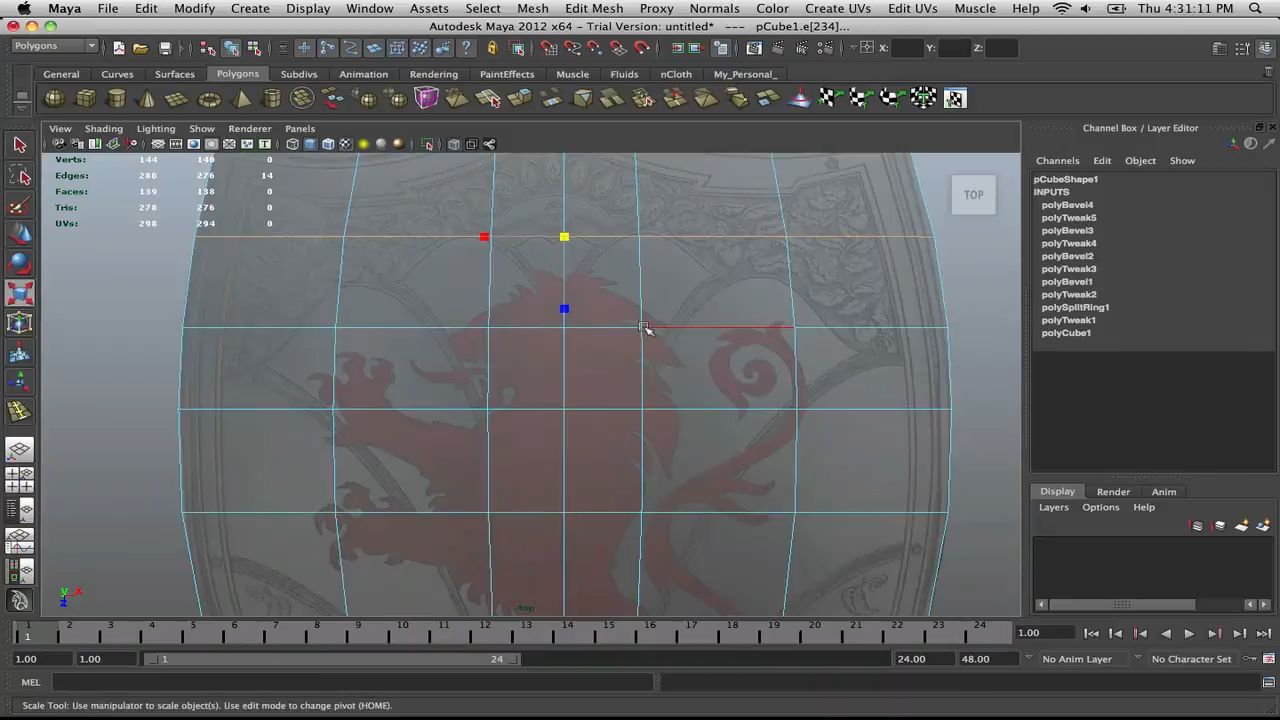 Maya File Edit Modify Create Display Window Assets Select Mesh Edit Mesh Proxy Normals Color Create UVs Edit UVs Muscle Help Thu 4:31:11 PM
Autodesk Maya 2012 x64 - Trial Version: untitled* --- pCube1.e[234]...
Polygons X: Y: Z:
General Curves Surfaces Polygons Subdivs Animation Rendering PaintEffects Muscle Fluids nCloth My_Personal_
View Shading Lighting Show Renderer Panels
Channel Box / Layer Editor
Verts: 144 140 0
Edges: 280 276 14
Faces: 139 138 0
Tris: 278 276 0
UVs: 298 294 0
TOP
Channels Edit Object Show
pCubeShape1
INPUTS
polyBevel4
polyTweak5
polyBevel3
polyTweak4
polyBevel2
polyTweak3
polyBevel1
polyTweak2
polySplitRing1
polyTweak1
polyCube1
Display Render Anim
Layers Options Help
y x
z
top
1 2 3 4 5 6 7 8 9 10 11 12 13 14 15 16 17 18 19 20 21 22 23 24
1 1.00
1.00 1.00 1 24 24.00 48.00 No Anim Layer No Character Set
MEL
Scale Tool: Use manipulator to scale object(s). Use edit mode to change pivot (HOME).